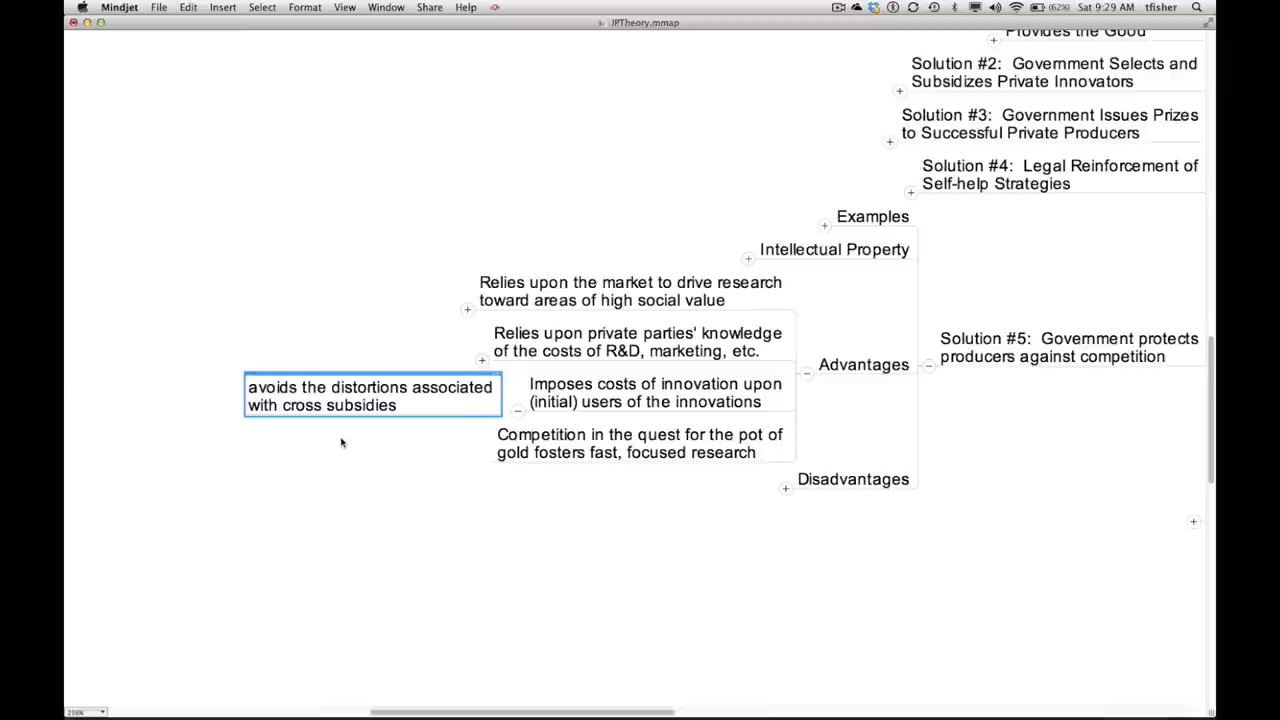 Mindjet File Edit Insert Select Format View Window Share Help (62%) Sat 9:29 AM tfisher
IPTheory.mmap
Provides the Good
Solution #2: Government Selects and
Subsidizes Private Innovators
Solution #3: Government Issues Prizes
to Successful Private Producers
Solution #4: Legal Reinforcement of
Self-help Strategies
Examples
Intellectual Property
Relies upon the market to drive research
toward areas of high social value
Relies upon private parties' knowledge
of the costs of R&D, marketing, etc.
Solution #5: Government protects
producers against competition
Advantages
avoids the distortions associated
with cross subsidies
Imposes costs of innovation upon
(initial) users of the innovations
Competition in the quest for the pot of
gold fosters fast, focused research
Disadvantages